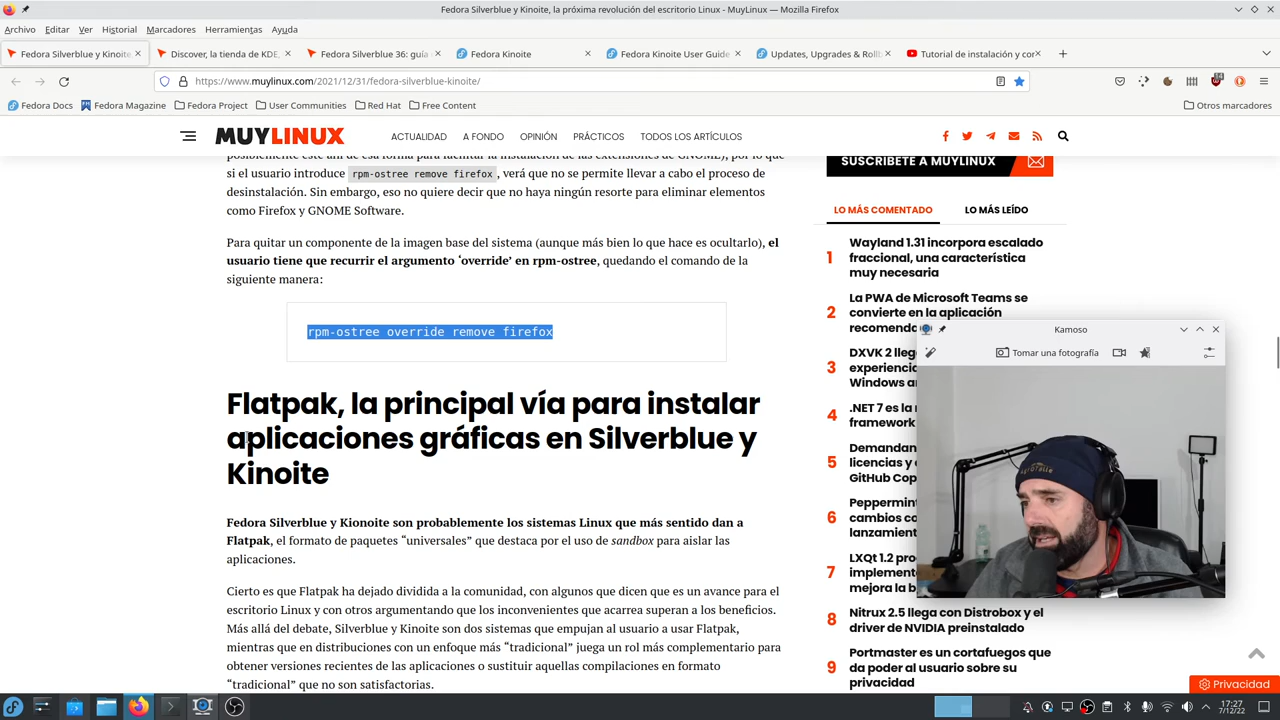 Fedora Silverblue y Kinoite, la próxima revolución del escritorio Linux - MuyLinux — Mozilla Firefox
Archivo Editar Ver Historial Marcadores Herramientas Ayuda
Fedora Silverblue y Kinoite
Discover, la tienda de KDE,
Fedora Silverblue 36: guía
Fedora Kinoite
Fedora Kinoite User Guide
Updates, Upgrades & Rollb
Tutorial de instalación y con
https://www.muylinux.com/2021/12/31/fedora-silverblue-kinoite/
Fedora Docs Fedora Magazine Fedora Project User Communities Red Hat Free Content Otros marcadores
MUYLINUX ACTUALIDAD A FONDO OPINIÓN PRÁCTICOS TODOS LOS ARTÍCULOS
posiblemente esté ahí de esa forma para facilitar la instalación de las extensiones de GNOME), por lo que
si el usuario introduce rpm-ostree remove firefox , verá que no se permite llevar a cabo el proceso de
desinstalación. Sin embargo, eso no quiere decir que no haya ningún resorte para eliminar elementos
como Firefox y GNOME Software.
Para quitar un componente de la imagen base del sistema (aunque más bien lo que hace es ocultarlo), el
usuario tiene que recurrir el argumento ‘override’ en rpm-ostree, quedando el comando de la
siguiente manera:
rpm-ostree override remove firefox
Flatpak, la principal vía para instalar
aplicaciones gráficas en Silverblue y
Kinoite
Fedora Silverblue y Kionoite son probablemente los sistemas Linux que más sentido dan a
Flatpak, el formato de paquetes “universales” que destaca por el uso de sandbox para aislar las
aplicaciones.
Cierto es que Flatpak ha dejado dividida a la comunidad, con algunos que dicen que es un avance para el
escritorio Linux y con otros argumentando que los inconvenientes que acarrea superan a los beneficios.
Más allá del debate, Silverblue y Kinoite son dos sistemas que empujan al usuario a usar Flatpak,
mientras que en distribuciones con un enfoque más “tradicional” juega un rol más complementario para
obtener versiones recientes de las aplicaciones o sustituir aquellas compilaciones en formato
“tradicional” que no son satisfactorias.
SUSCRÍBETE A MUYLINUX
LO MÁS COMENTADO LO MÁS LEÍDO
1 Wayland 1.31 incorpora escalado
fraccional, una característica
muy necesaria
2 La PWA de Microsoft Teams se
convierte en la aplicación
recomenda
3 DXVK 2 lleg
experiencia
Windows a
4 .NET 7 es la
framework
5 Demandan
licencias y
GitHub Cop
6 Peppermint
cambios co
lanzamient
7 LXQt 1.2 pro
implement
mejora la b
8 Nitrux 2.5 llega con Distrobox y el
driver de NVIDIA preinstalado
9 Portmaster es un cortafuegos que
da poder al usuario sobre su
privacidad
Kamoso
Tomar una fotografía
Privacidad
17:27
7/12/22